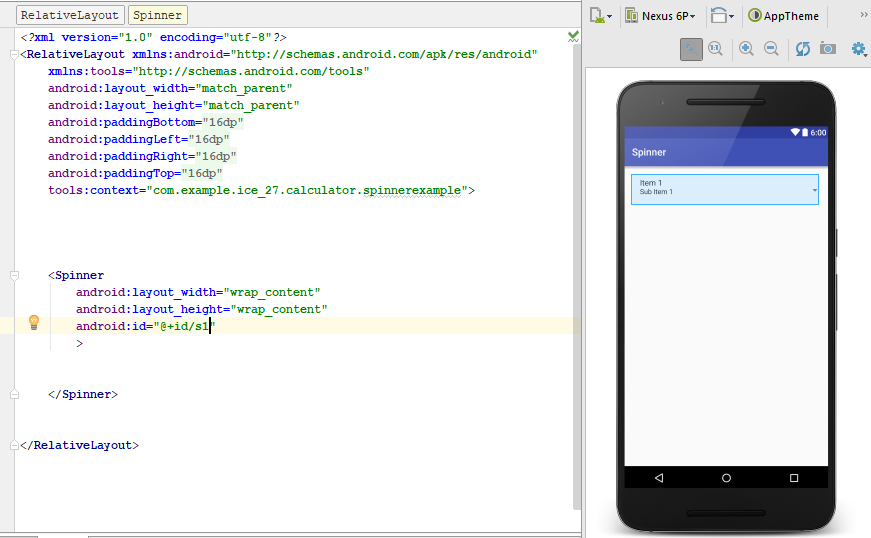 RelativeLayout Spinner
<?xml version="1.0" encoding="utf-8"?>
<RelativeLayout xmlns:android="http://schemas.android.com/apk/res/android"
xmlns:tools="http://schemas.android.com/tools"
android:layout_width="match_parent"
android:layout_height="match_parent"
android:paddingBottom="16dp"
android:paddingLeft="16dp"
android:paddingRight="16dp"
android:paddingTop="16dp"
tools:context="com.example.ice_27.calculator.spinnerexample">
<Spinner
android:layout_width="wrap_content"
android:layout_height="wrap_content"
android:id="@+id/s1"
>
</Spinner>
</RelativeLayout>
Nexus 6P AppTheme
1:1
6:00
Spinner
Item 1
Sub Item 1